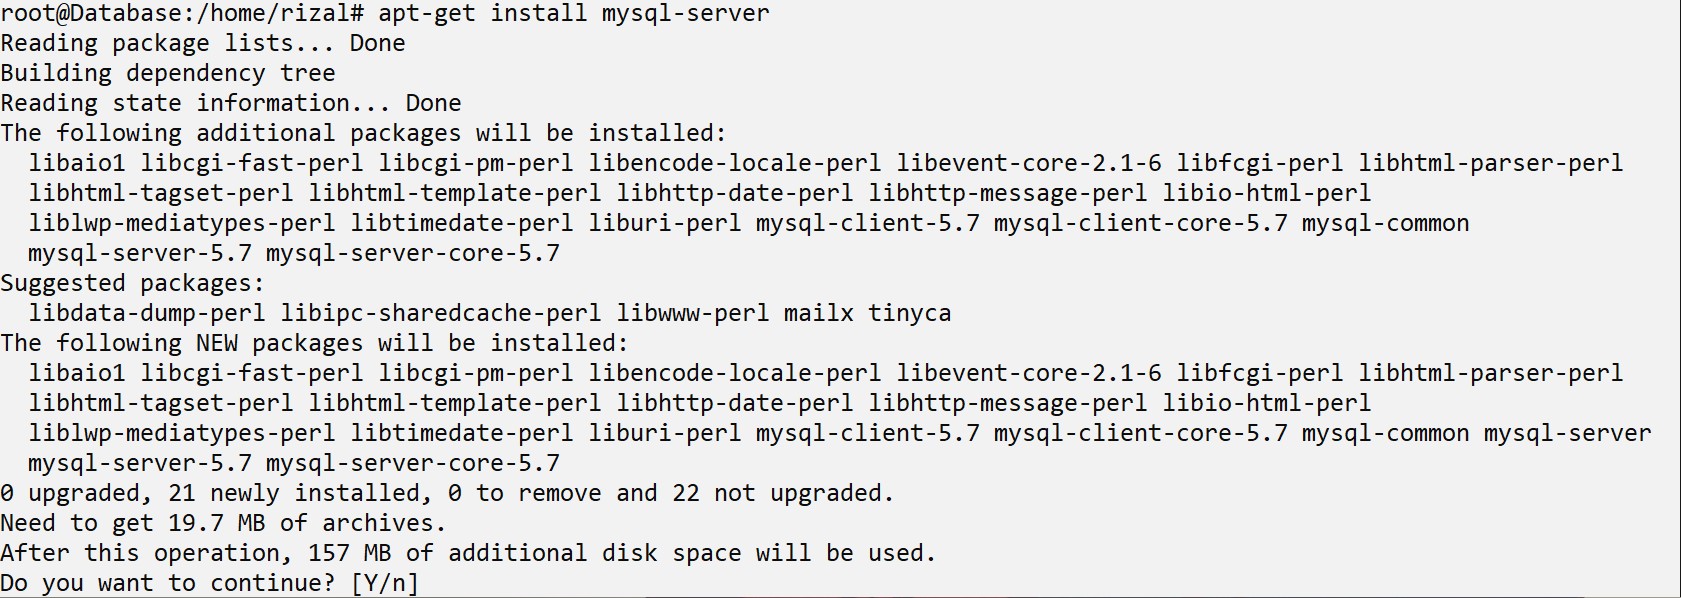 root@Database:/home/rizal# apt-get install mysql-server
Reading package lists... Done
Building dependency tree
Reading state information... Done
The following additional packages will be installed:
  libaio1 libcgi-fast-perl libcgi-pm-perl libencode-locale-perl libevent-core-2.1-6 libfcgi-perl libhtml-parser-perl
  libhtml-tagset-perl libhtml-template-perl libhttp-date-perl libhttp-message-perl libio-html-perl
  liblwp-mediatypes-perl libtimedate-perl liburi-perl mysql-client-5.7 mysql-client-core-5.7 mysql-common
  mysql-server-5.7 mysql-server-core-5.7
Suggested packages:
  libdata-dump-perl libipc-sharedcache-perl libwww-perl mailx tinyca
The following NEW packages will be installed:
  libaio1 libcgi-fast-perl libcgi-pm-perl libencode-locale-perl libevent-core-2.1-6 libfcgi-perl libhtml-parser-perl
  libhtml-tagset-perl libhtml-template-perl libhttp-date-perl libhttp-message-perl libio-html-perl
  liblwp-mediatypes-perl libtimedate-perl liburi-perl mysql-client-5.7 mysql-client-core-5.7 mysql-common mysql-server
  mysql-server-5.7 mysql-server-core-5.7
0 upgraded, 21 newly installed, 0 to remove and 22 not upgraded.
Need to get 19.7 MB of archives.
After this operation, 157 MB of additional disk space will be used.
Do you want to continue? [Y/n]